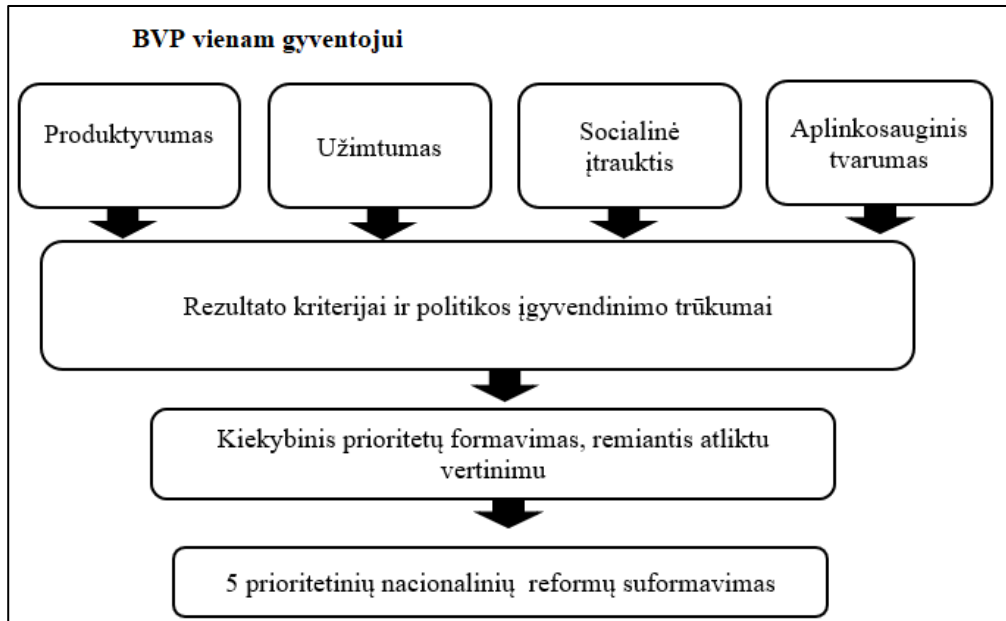 BVP vienam gyventojui
Produktyvumas
Užimtumas
Socialinė
įtrauktis
Aplinkosauginis
tvarumas
Rezultato kriterijai ir politikos įgyvendinimo trūkumai
Kiekybinis prioritetų formavimas, remiantis atliktu
vertinimu
5 prioritetinių nacionalinių reformų suformavimas